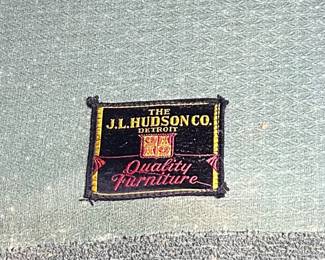 THE
J.L.HUDSON CO.
DETROIT
Quality
Furniture